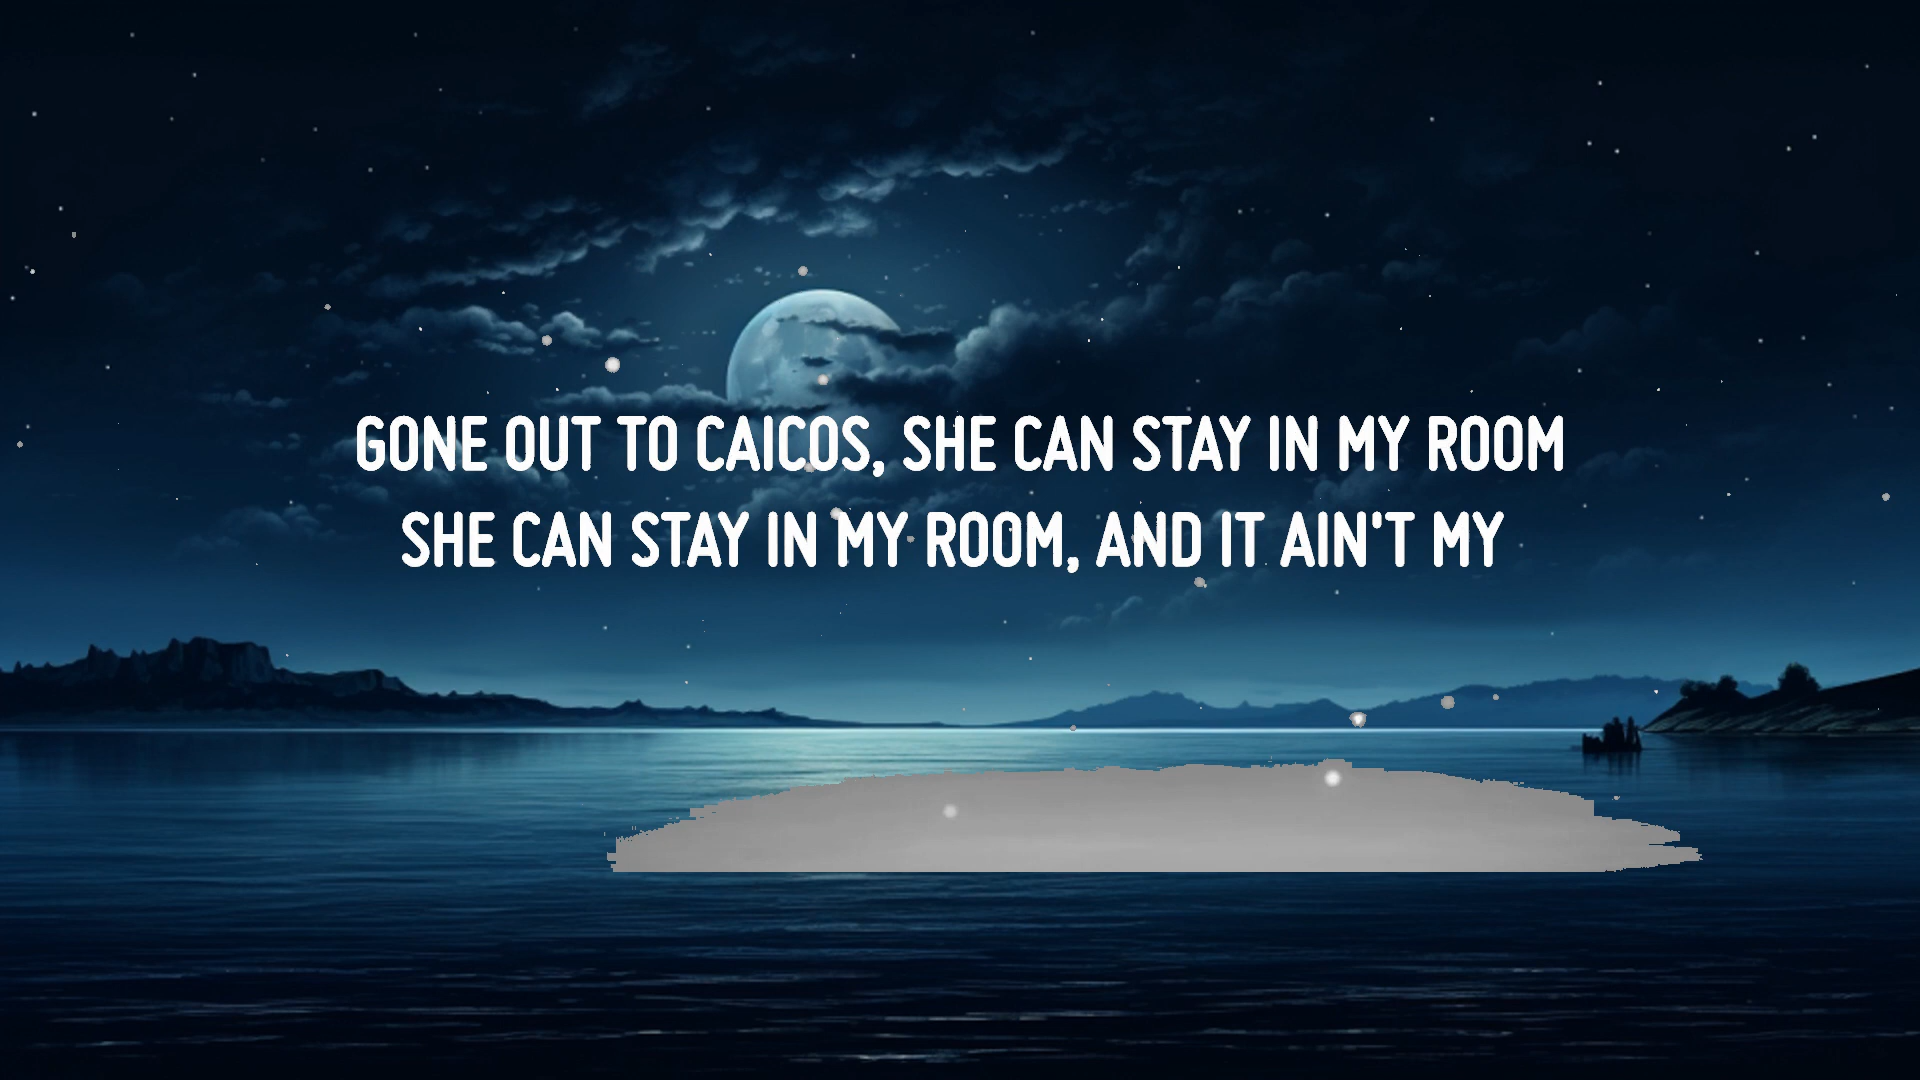 GONE OUT TO CAICOS, SHE CAN STAY IN MY ROOM
SHE CAN STAY IN MY ROOM, AND IT AIN'T MY